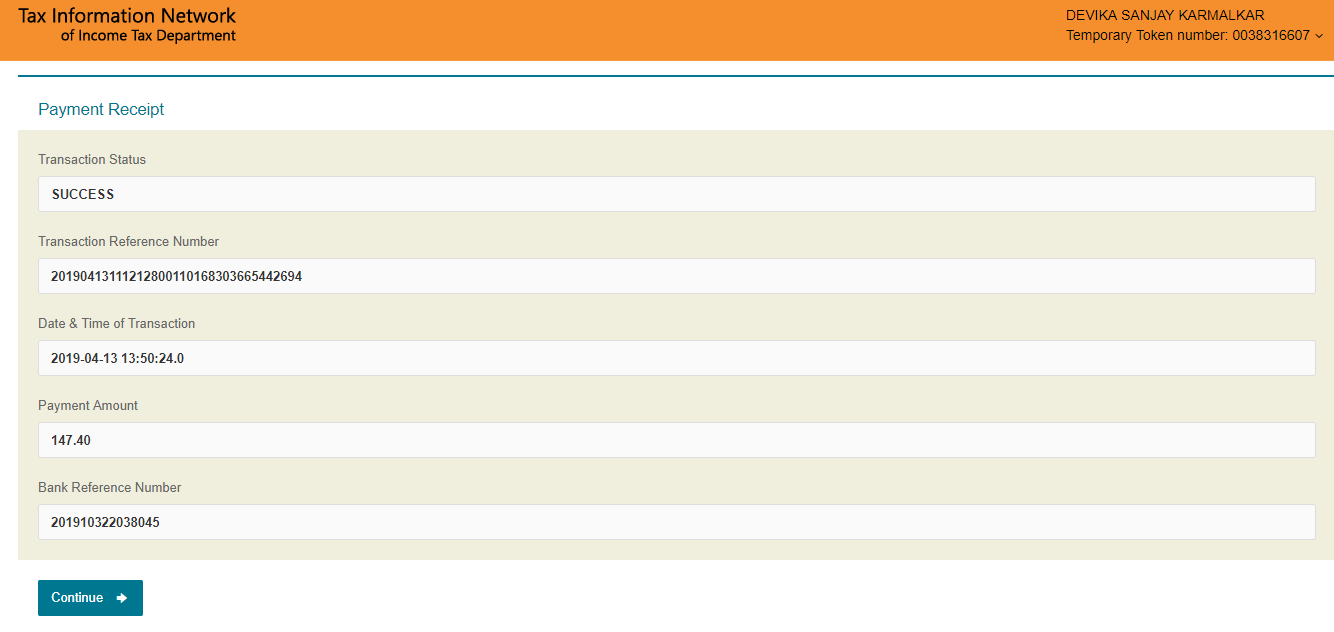 Tax Information Network
of Income Tax Department
DEVIKA SANJAY KARMALKAR
Temporary Token number: 0038316607
Payment Receipt
Transaction Status
SUCCESS
Transaction Reference Number
20190413111212800110168303665442694
Date & Time of Transaction
2019-04-13 13:50:24.0
Payment Amount
147.40
Bank Reference Number
201910322038045
Continue